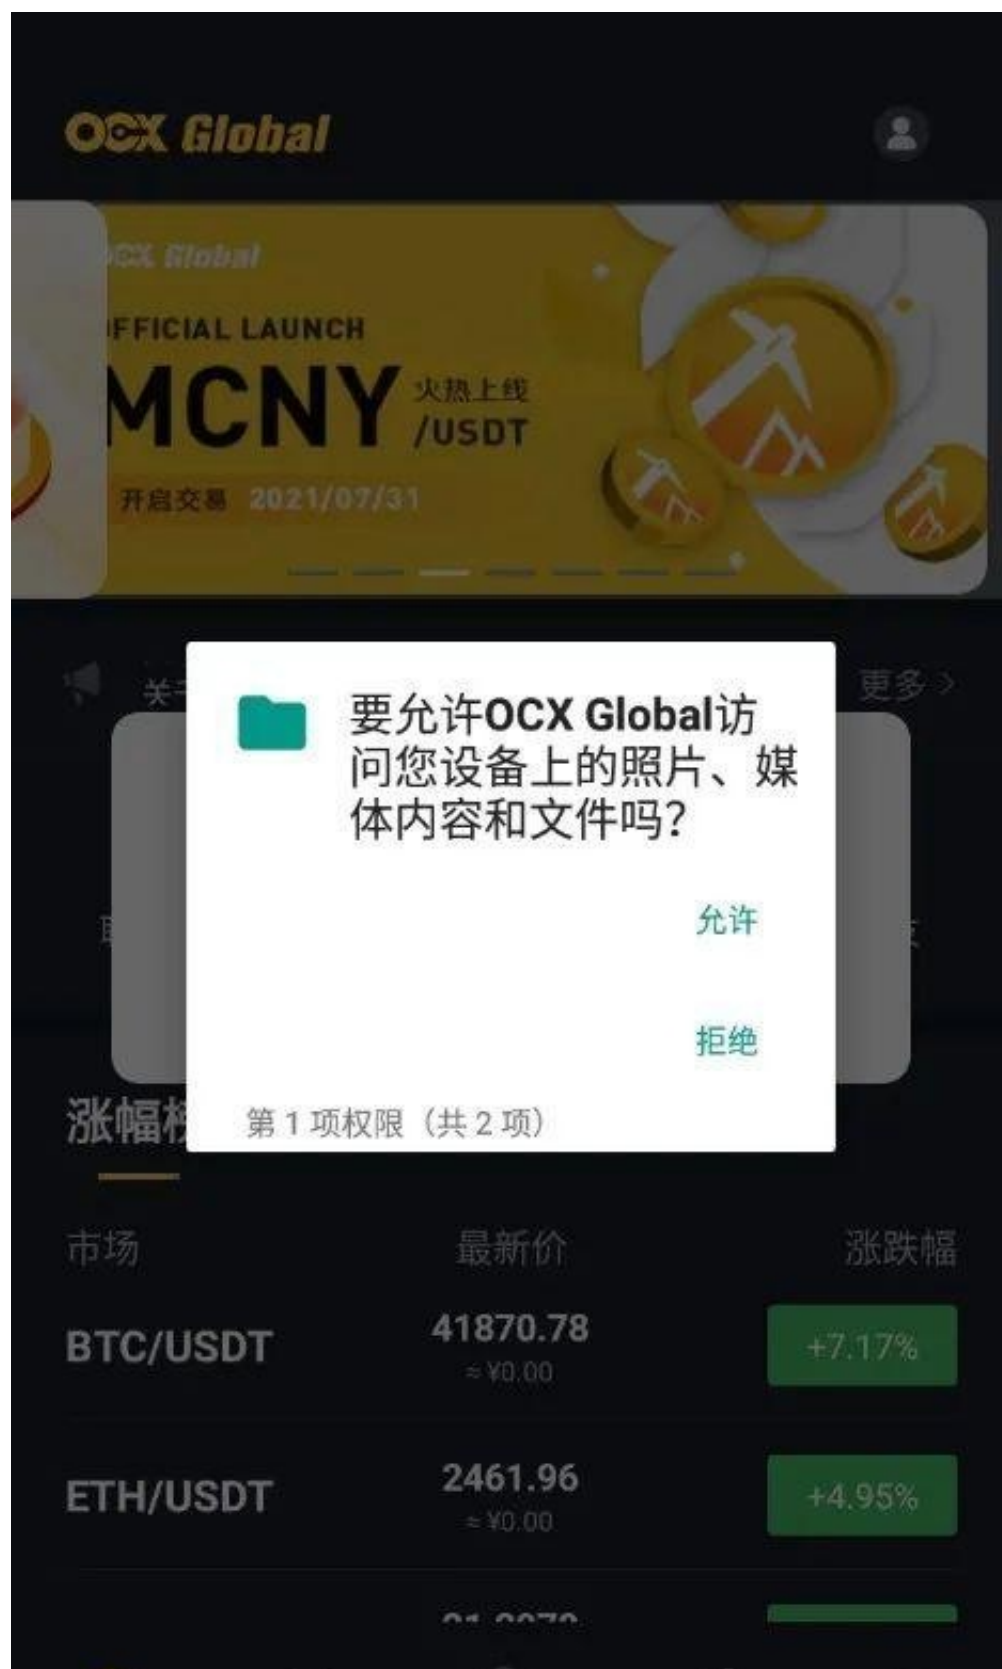 OCX Global
OCX Global
OFFICIAL LAUNCH
MCNY 火热上线
/USDT
开启交易 2021/07/31
更多 >
要允许OCX Global访
问您设备上的照片、媒
体内容和文件吗?
允许
拒绝
第 1 项权限（共 2 项）
涨幅榜
市场 最新价 涨跌幅
BTC/USDT 41870.78 +7.17%
≈ ¥0.00
ETH/USDT 2461.96 +4.95%
≈ ¥0.00